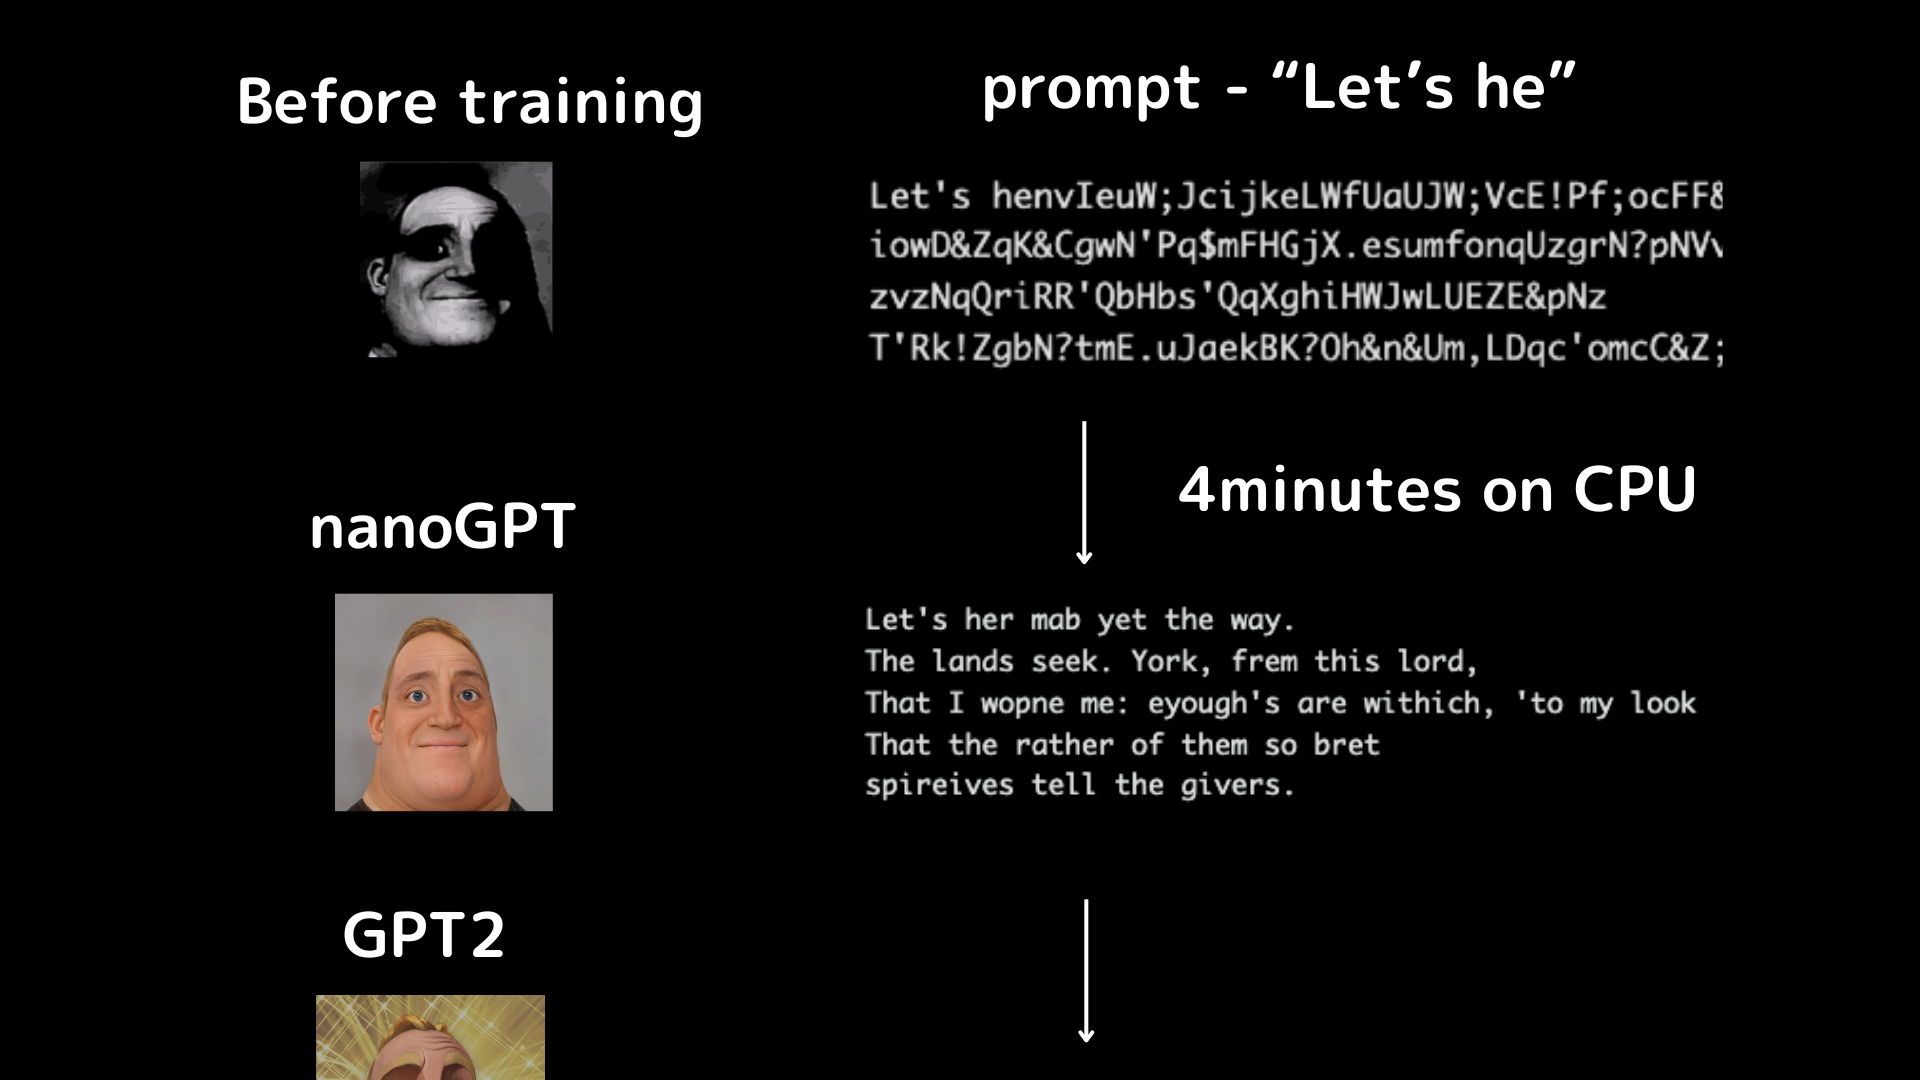 Before training
prompt - “Let’s he”
Let's henvIeuW;JcijkeLWfUaUJW;VcE!Pf;ocFF&
iowD&ZqK&CgwN'Pq$mFHGjX.esumfonqUzgrN?pNVv
zvzNqQriRR'QbHbs'QqXghiHWJwLUEZE&pNz
T'Rk!ZgbN?tmE.uJaekBK?Oh&n&Um,LDqc'omcC&Z;
4minutes on CPU
nanoGPT
Let's her mab yet the way.
The lands seek. York, frem this lord,
That I wopne me: eyough's are withich, 'to my look
That the rather of them so bret
spireives tell the givers.
GPT2